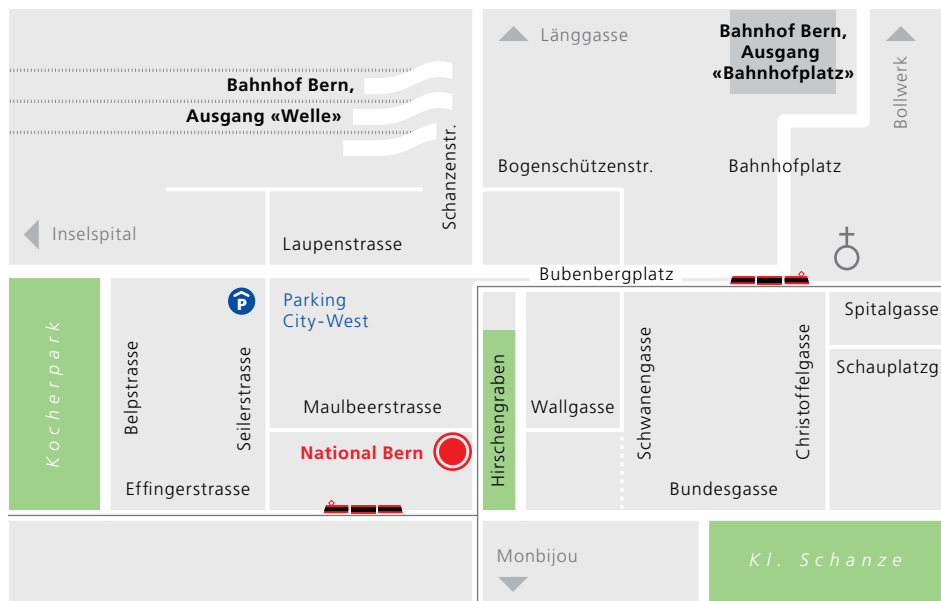 Länggasse
Bahnhof Bern,
Ausgang
«Bahnhofplatz»
Bollwerk
Bahnhof Bern,
Ausgang «Welle»
Schanzenstr.
Bogenschützenstr.
Bahnhofplatz
Inselspital
Laupenstrasse
Bubenbergplatz
P
Parking
City-West
Spitalgasse
Kocherpark
Belpstrasse
Seilerstrasse
Maulbeerstrasse
Hirschengraben
Wallgasse
Schwanengasse
Christoffelgasse
Schauplatzg
National Bern
Effingerstrasse
Bundesgasse
Monbijou
Kl. Schanze